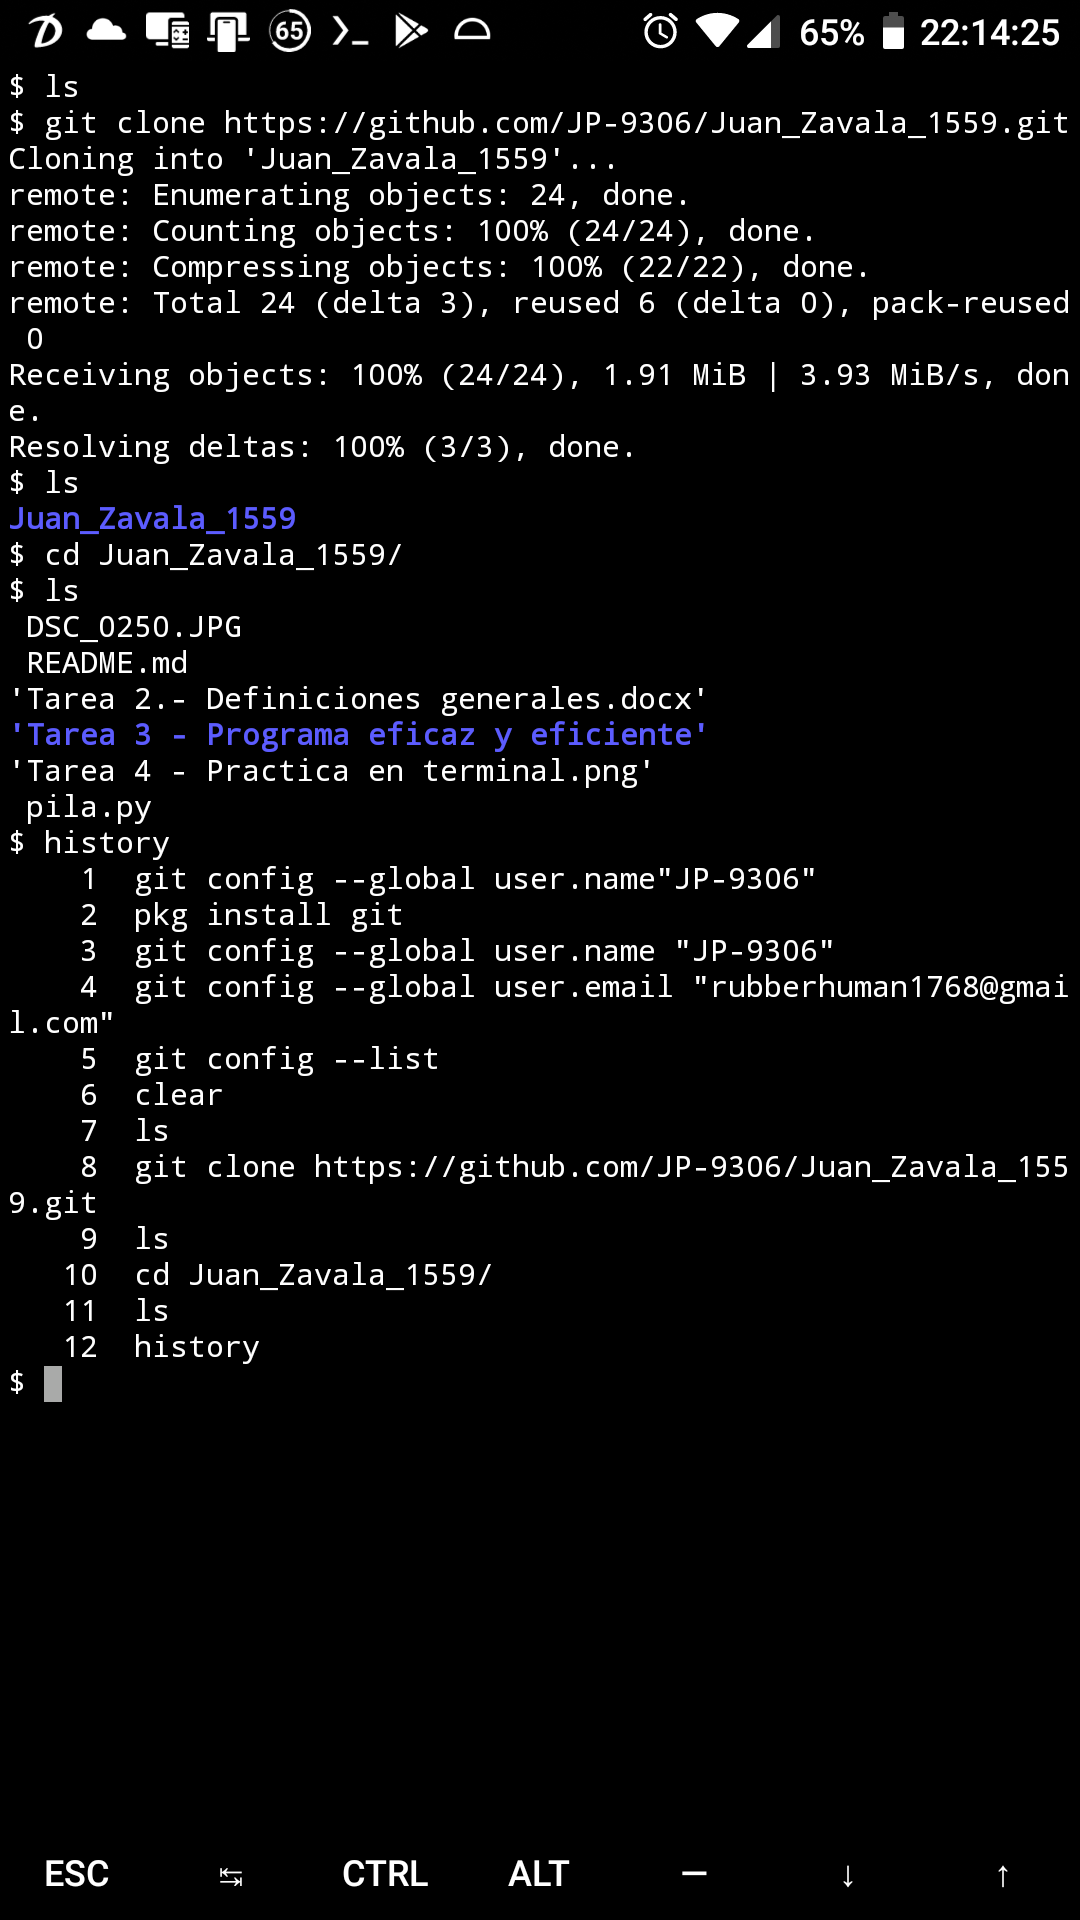 65 65% 22:14:25
$ ls
$ git clone https://github.com/JP-9306/Juan_Zavala_1559.git
Cloning into 'Juan_Zavala_1559'...
remote: Enumerating objects: 24, done.
remote: Counting objects: 100% (24/24), done.
remote: Compressing objects: 100% (22/22), done.
remote: Total 24 (delta 3), reused 6 (delta 0), pack-reused
 0
Receiving objects: 100% (24/24), 1.91 MiB | 3.93 MiB/s, don
e.
Resolving deltas: 100% (3/3), done.
$ ls
Juan_Zavala_1559
$ cd Juan_Zavala_1559/
$ ls
 DSC_0250.JPG
 README.md
'Tarea 2.- Definiciones generales.docx'
'Tarea 3 - Programa eficaz y eficiente'
'Tarea 4 - Practica en terminal.png'
 pila.py
$ history
    1  git config --global user.name"JP-9306"
    2  pkg install git
    3  git config --global user.name "JP-9306"
    4  git config --global user.email "rubberhuman1768@gmai
l.com"
    5  git config --list
    6  clear
    7  ls
    8  git clone https://github.com/JP-9306/Juan_Zavala_155
9.git
    9  ls
   10  cd Juan_Zavala_1559/
   11  ls
   12  history
$
ESC ↹ CTRL ALT — ↓ ↑